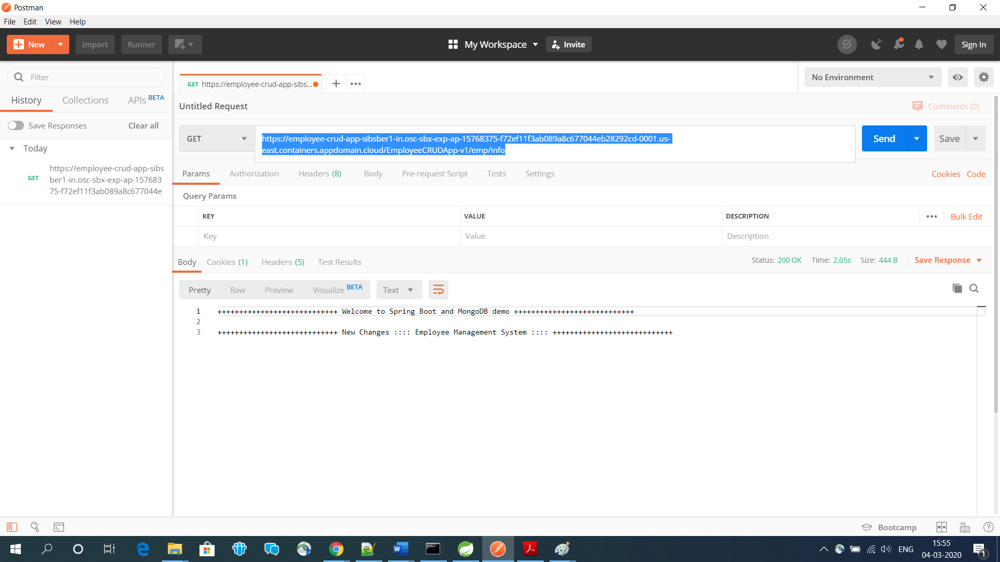 Postman
File Edit View Help
New Import Runner My Workspace Invite Sign In
Filter
History Collections APIs BETA
Save Responses Clear all
Today
GET https://employee-crud-app-sibs
ber1-in.osc-sbx-exp-ap-157683
75-f72ef11f3ab089a8c677044e
GET https://employee-crud-app-sibs...
No Environment
Untitled Request
Comments (0)
GET
https://employee-crud-app-sibsber1-in.osc-sbx-exp-ap-15768375-f72ef11f3ab089a8c677044eb28292cd-0001.us-
east.containers.appdomain.cloud/EmployeeCRUDApp-v1/emp/info
Send Save
Params Authorization Headers (8) Body Pre-request Script Tests Settings Cookies Code
Query Params
KEY VALUE DESCRIPTION Bulk Edit
Key Value Description
Body Cookies (1) Headers (5) Test Results Status: 200 OK Time: 2.05s Size: 444 B Save Response
Pretty Raw Preview Visualize BETA Text
1 ++++++++++++++++++++++++++++ Welcome to Spring Boot and MongoDB demo ++++++++++++++++++++++++++++
2
3 ++++++++++++++++++++++++++++ New Changes :::: Employee Management System :::: ++++++++++++++++++++++++++++
Bootcamp
ENG
15:55
04-03-2020
1